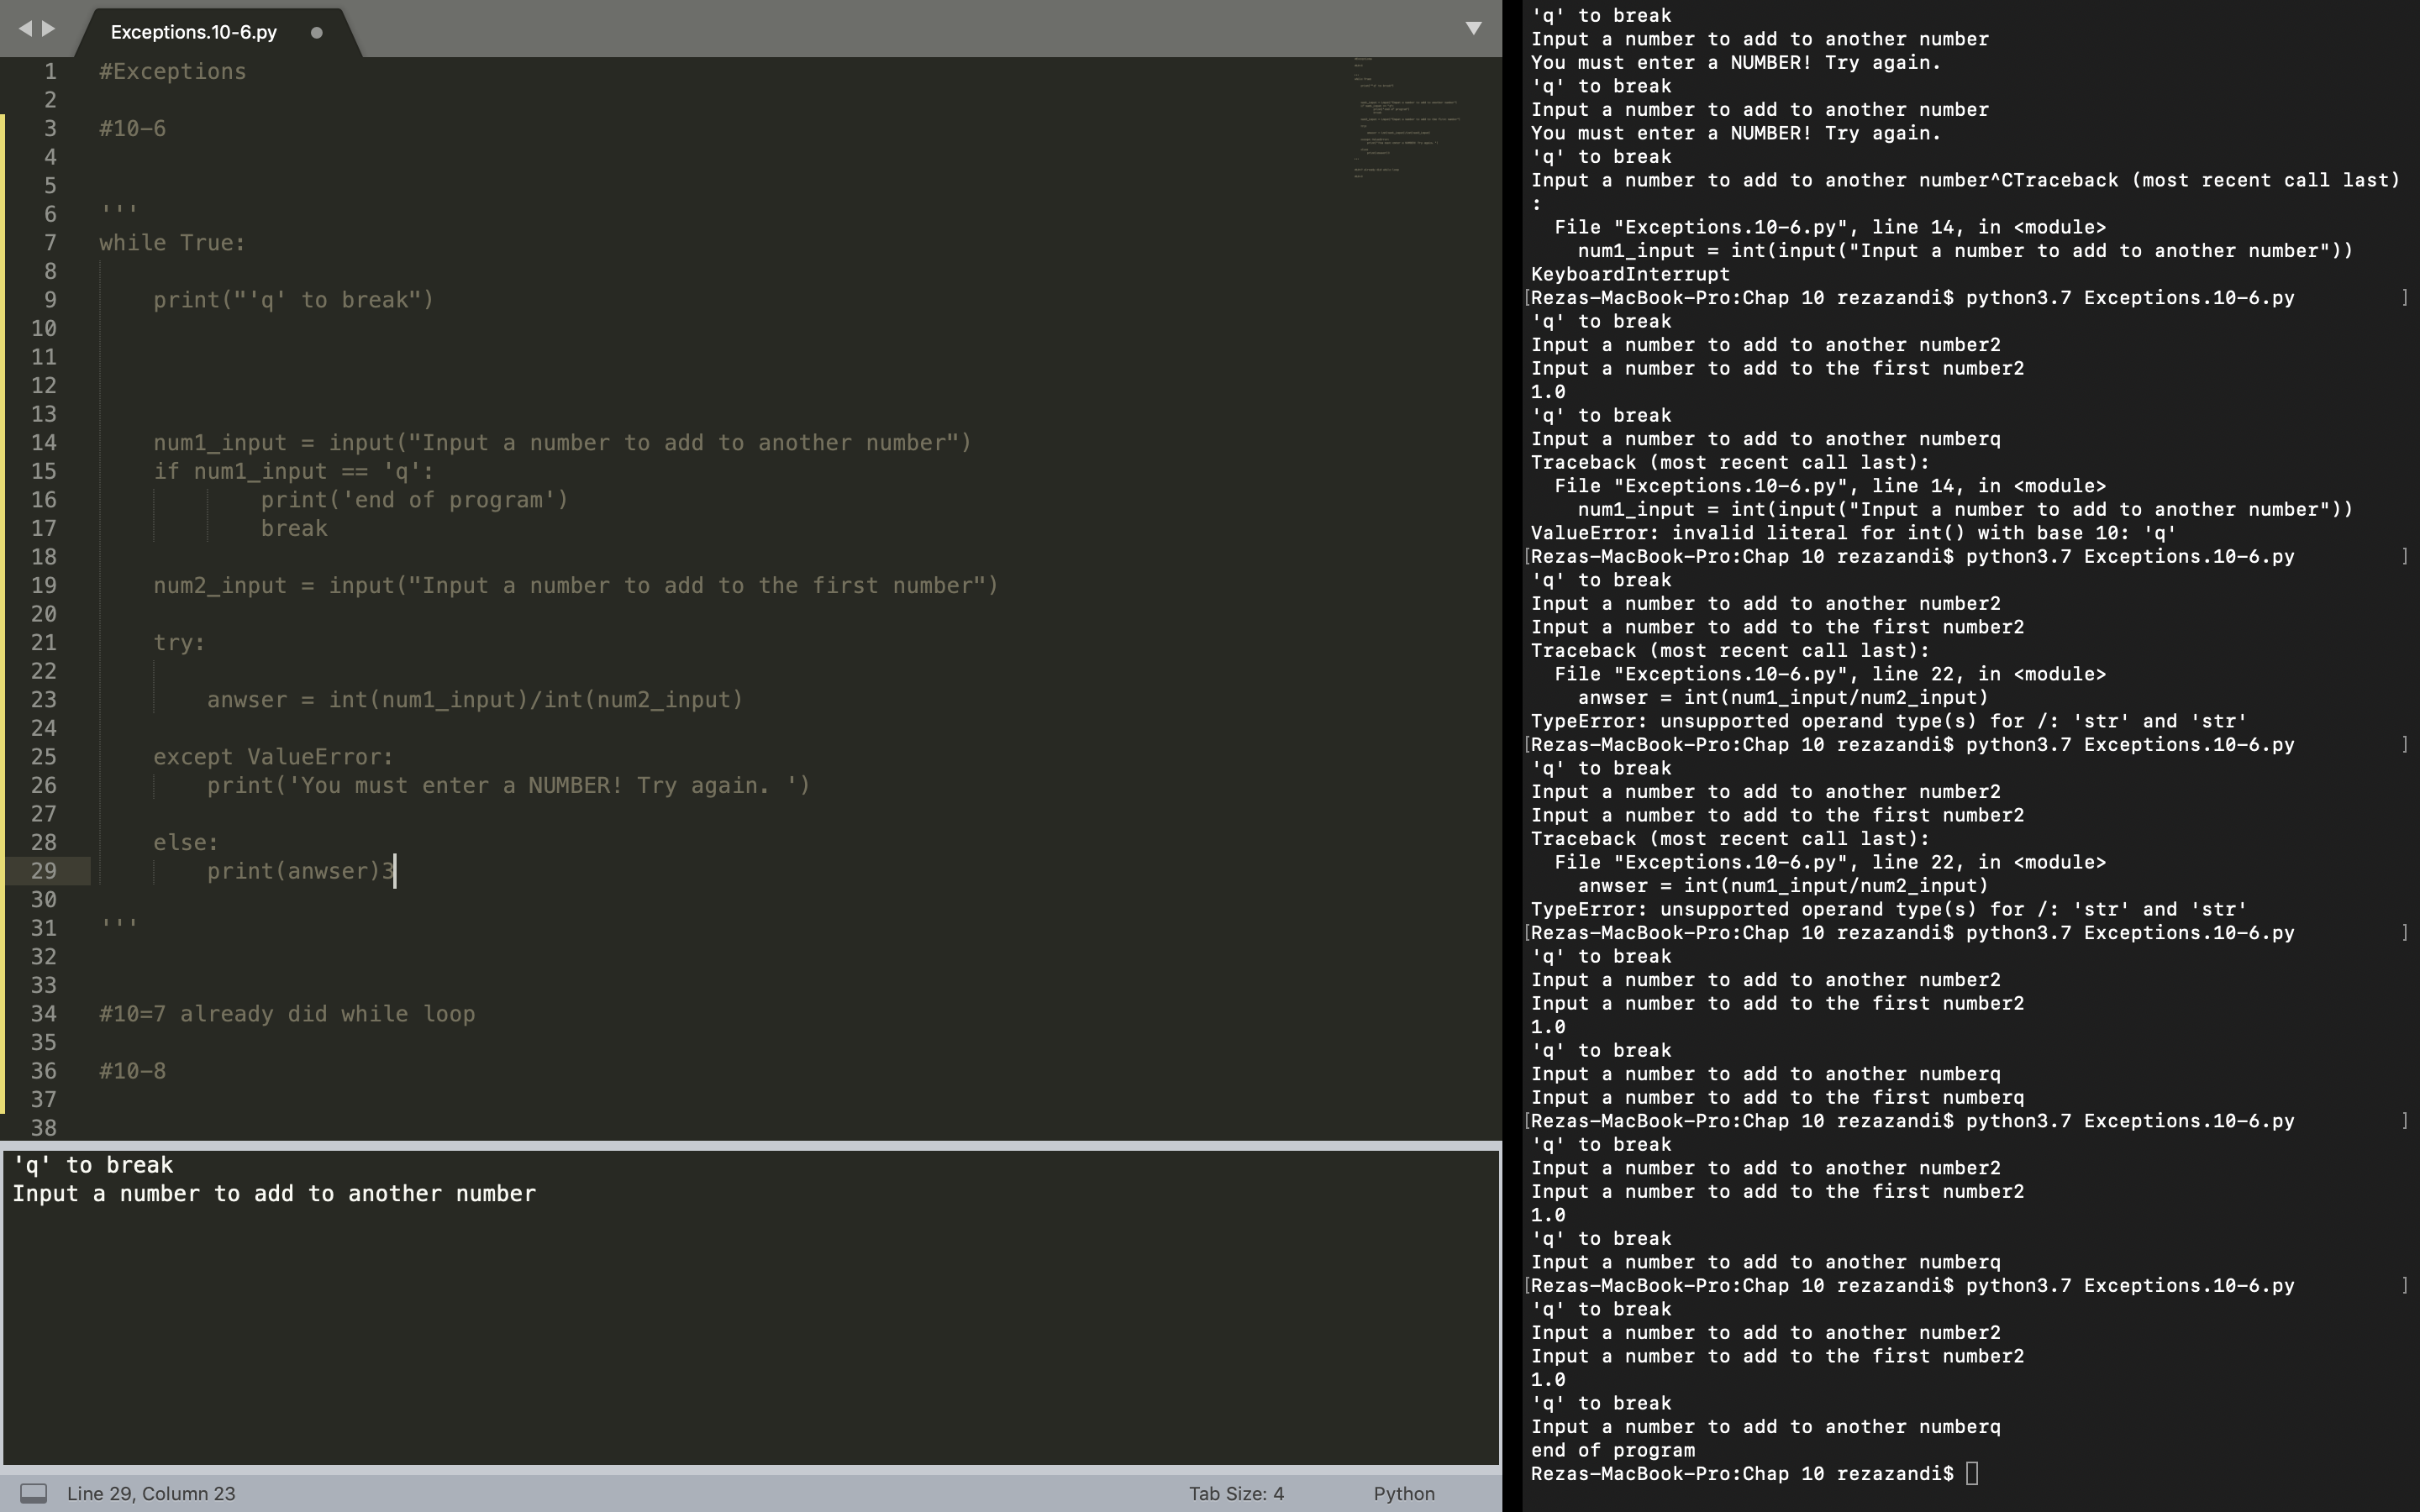 Exceptions.10-6.py
1 #Exceptions
2
3 #10-6
4
5
6 '''
7 while True:
8
9 print("'q' to break")
10
11
12
13
14 num1_input = input("Input a number to add to another number")
15 if num1_input == 'q':
16 print('end of program')
17 break
18
19 num2_input = input("Input a number to add to the first number")
20
21 try:
22
23 anwser = int(num1_input)/int(num2_input)
24
25 except ValueError:
26 print('You must enter a NUMBER! Try again. ')
27
28 else:
29 print(anwser)3
30
31 '''
32
33
34 #10=7 already did while loop
35
36 #10-8
37
38
'q' to break
Input a number to add to another number
Line 29, Column 23
Tab Size: 4
Python
'q' to break
Input a number to add to another number
You must enter a NUMBER! Try again.
'q' to break
Input a number to add to another number
You must enter a NUMBER! Try again.
'q' to break
Input a number to add to another number^CTraceback (most recent call last)
:
File "Exceptions.10-6.py", line 14, in <module>
num1_input = int(input("Input a number to add to another number"))
KeyboardInterrupt
[Rezas-MacBook-Pro:Chap 10 rezazandi$ python3.7 Exceptions.10-6.py ]
'q' to break
Input a number to add to another number2
Input a number to add to the first number2
1.0
'q' to break
Input a number to add to another numberq
Traceback (most recent call last):
File "Exceptions.10-6.py", line 14, in <module>
num1_input = int(input("Input a number to add to another number"))
ValueError: invalid literal for int() with base 10: 'q'
[Rezas-MacBook-Pro:Chap 10 rezazandi$ python3.7 Exceptions.10-6.py ]
'q' to break
Input a number to add to another number2
Input a number to add to the first number2
Traceback (most recent call last):
File "Exceptions.10-6.py", line 22, in <module>
anwser = int(num1_input/num2_input)
TypeError: unsupported operand type(s) for /: 'str' and 'str'
[Rezas-MacBook-Pro:Chap 10 rezazandi$ python3.7 Exceptions.10-6.py ]
'q' to break
Input a number to add to another number2
Input a number to add to the first number2
Traceback (most recent call last):
File "Exceptions.10-6.py", line 22, in <module>
anwser = int(num1_input/num2_input)
TypeError: unsupported operand type(s) for /: 'str' and 'str'
[Rezas-MacBook-Pro:Chap 10 rezazandi$ python3.7 Exceptions.10-6.py ]
'q' to break
Input a number to add to another number2
Input a number to add to the first number2
1.0
'q' to break
Input a number to add to another numberq
Input a number to add to the first numberq
[Rezas-MacBook-Pro:Chap 10 rezazandi$ python3.7 Exceptions.10-6.py ]
'q' to break
Input a number to add to another number2
Input a number to add to the first number2
1.0
'q' to break
Input a number to add to another numberq
[Rezas-MacBook-Pro:Chap 10 rezazandi$ python3.7 Exceptions.10-6.py ]
'q' to break
Input a number to add to another number2
Input a number to add to the first number2
1.0
'q' to break
Input a number to add to another numberq
end of program
Rezas-MacBook-Pro:Chap 10 rezazandi$